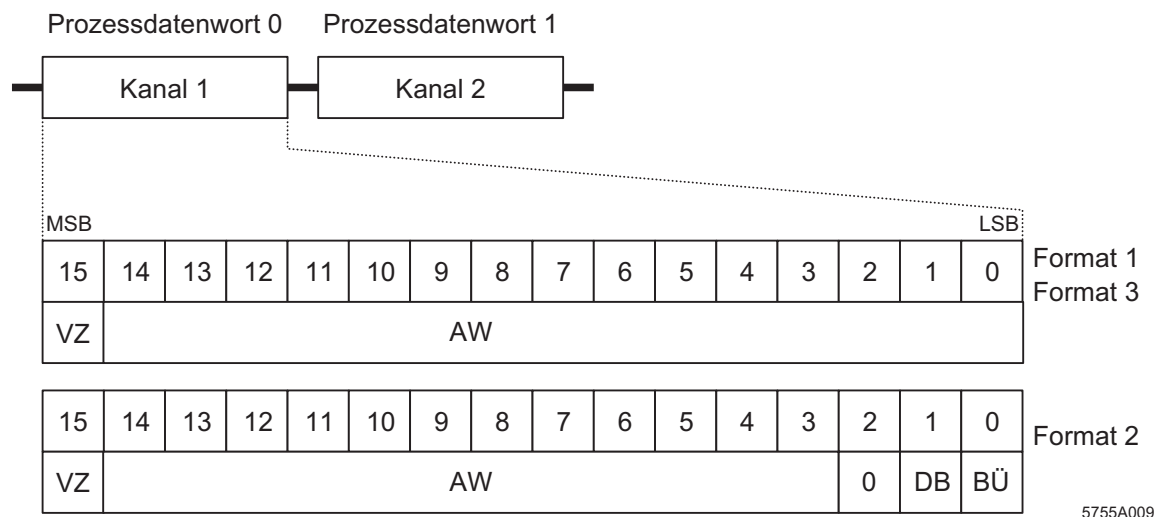 Prozessdatenwort 0 Prozessdatenwort 1
Kanal 1 Kanal 2
MSB LSB
15 14 13 12 11 10 9 8 7 6 5 4 3 2 1 0 Format 1
Format 3
VZ AW
15 14 13 12 11 10 9 8 7 6 5 4 3 2 1 0 Format 2
VZ AW 0 DB BÜ
5755A009